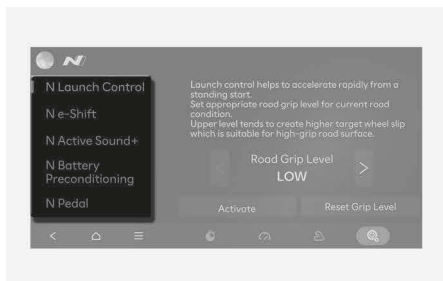 N
N Launch Control
N e-Shift
N Active Sound+
N Battery
Preconditioning
N Pedal
Launch control helps to accelerate rapidly from a
standing start.
Set appropriate road grip level for current road
condition.
Upper level tends to create higher target wheel slip
which is suitable for high-grip road surface.
Road Grip Level
LOW
Activate
Reset Grip Level